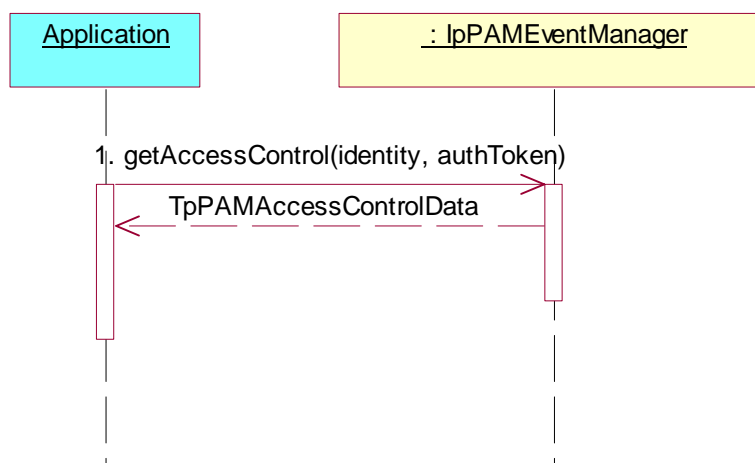 Application
: IpPAMEventManager
1. getAccessControl(identity, authToken)
TpPAMAccessControlData